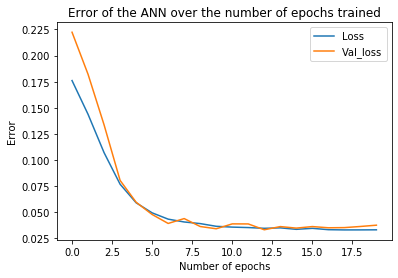 Error of the ANN over the number of epochs trained
Loss
Val_loss
Error
0.225
0.200
0.175
0.150
0.125
0.100
0.075
0.050
0.025
0.0 2.5 5.0 7.5 10.0 12.5 15.0 17.5
Number of epochs